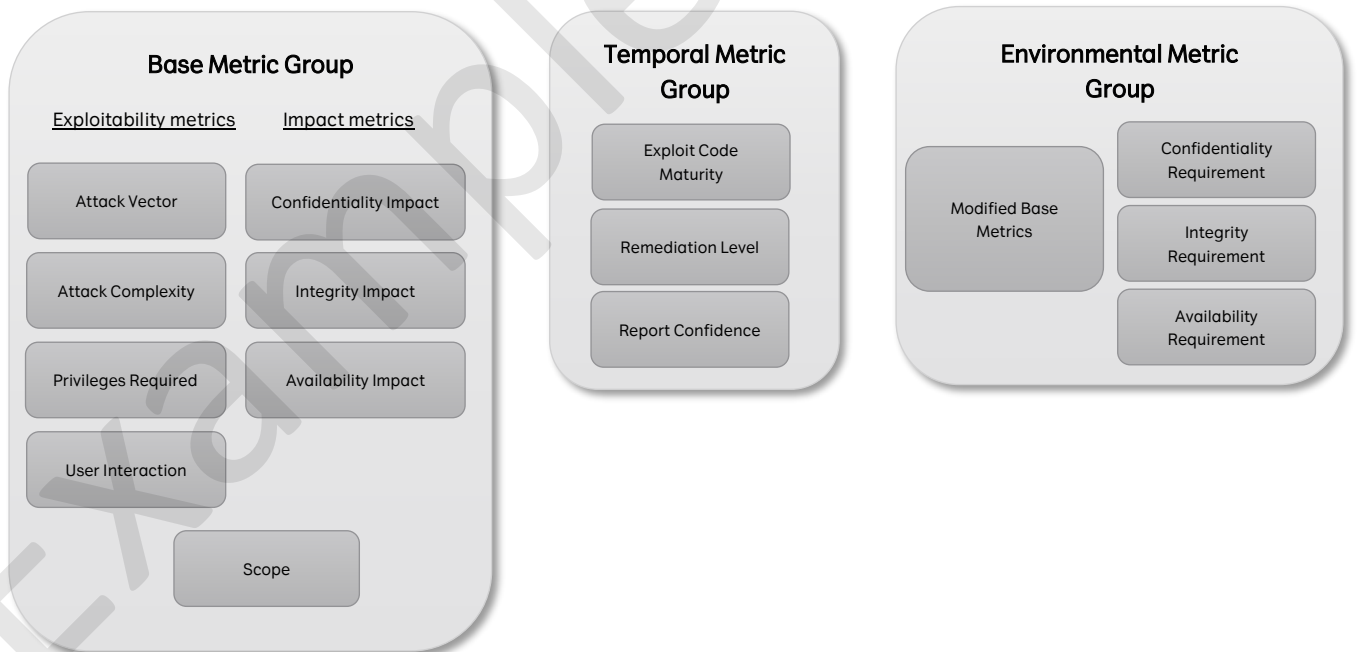 Base Metric Group
Exploitability metrics
Impact metrics
Attack Vector
Confidentiality Impact
Attack Complexity
Integrity Impact
Privileges Required
Availability Impact
User Interaction
Scope
Temporal Metric
Group
Exploit Code
Maturity
Remediation Level
Report Confidence
Environmental Metric
Group
Modified Base
Metrics
Confidentiality
Requirement
Integrity
Requirement
Availability
Requirement
Example